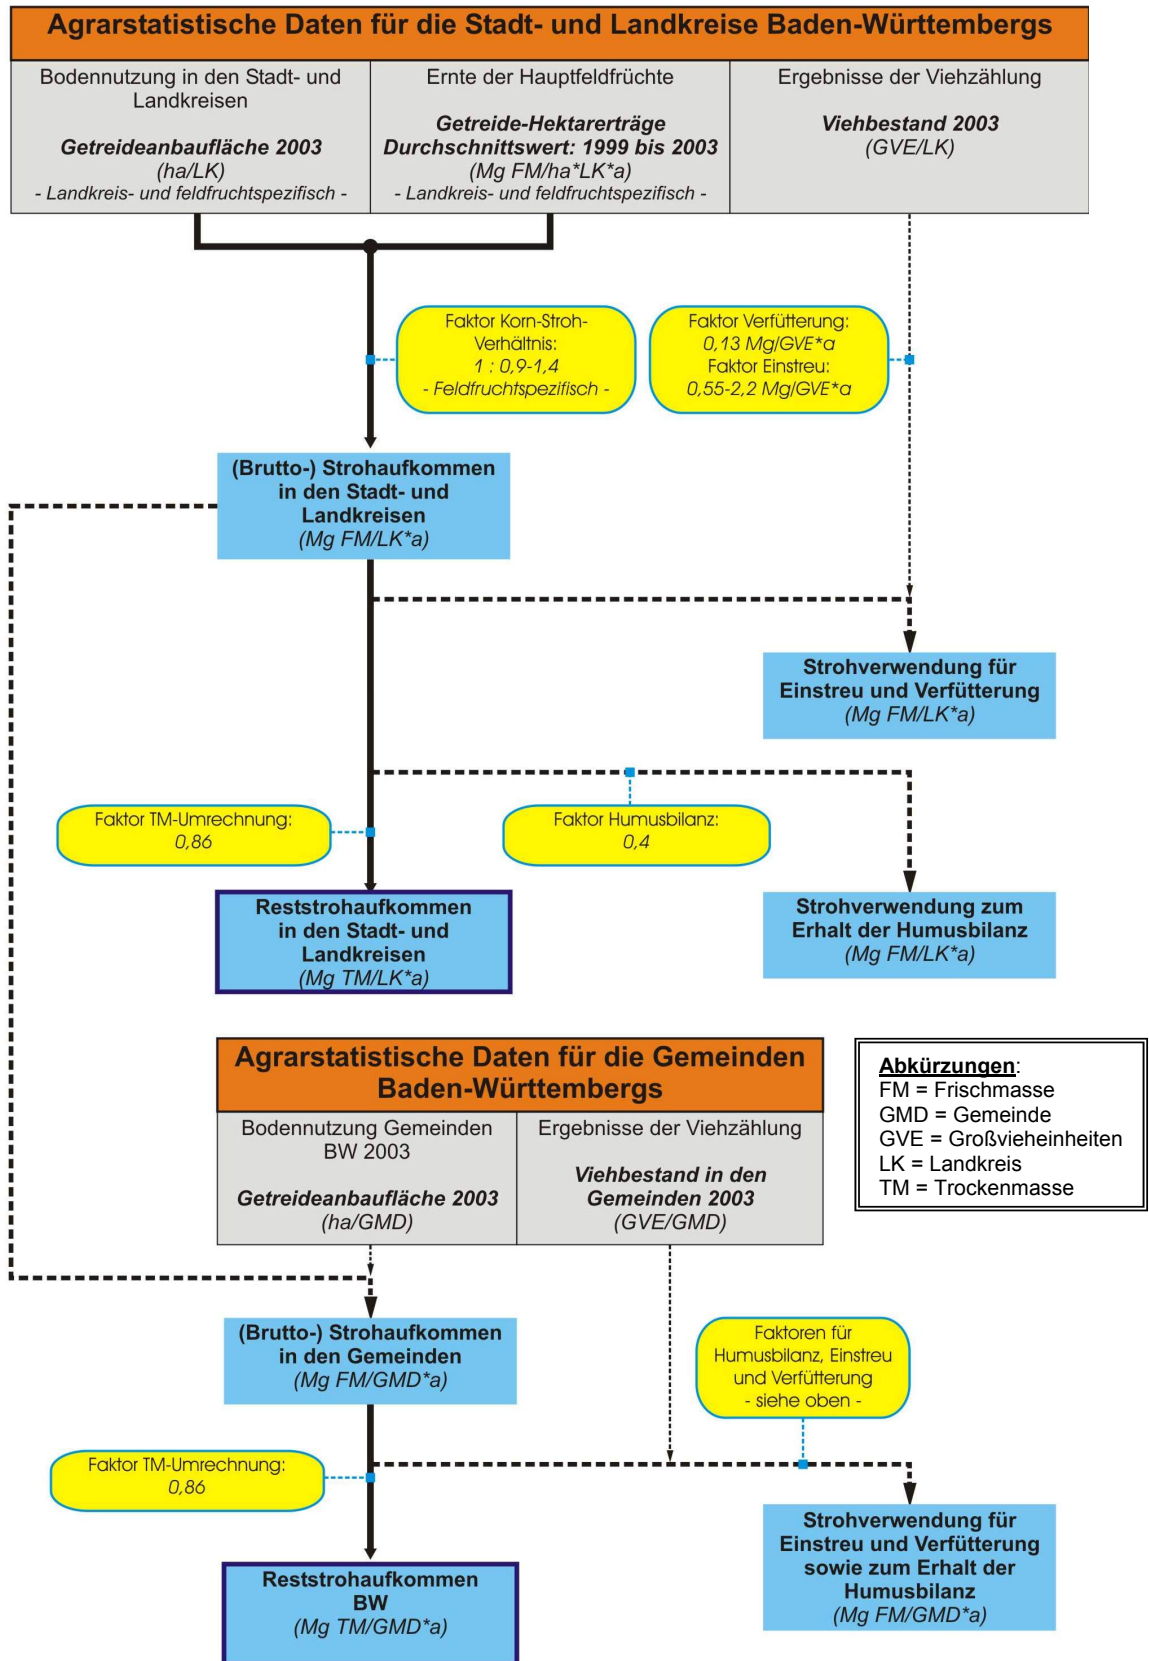 Agrarstatistische Daten für die Stadt- und Landkreise Baden-Württembergs
Bodennutzung in den Stadt- und
Landkreisen
Getreideanbaufläche 2003
(ha/LK)
- Landkreis- und feldfruchtspezifisch -
Ernte der Hauptfeldfrüchte
Getreide-Hektarerträge
Durchschnittswert: 1999 bis 2003
(Mg FM/ha*LK*a)
- Landkreis- und feldfruchtspezifisch -
Ergebnisse der Viehzählung
Viehbestand 2003
(GVE/LK)
Faktor Korn-Stroh-
Verhältnis:
1 : 0,9-1,4
- Feldfruchtspezifisch -
Faktor Verfütterung:
0,13 Mg/GVE*a
Faktor Einstreu:
0,55-2,2 Mg/GVE*a
(Brutto-) Strohaufkommen
in den Stadt- und
Landkreisen
(Mg FM/LK*a)
Strohverwendung für
Einstreu und Verfütterung
(Mg FM/LK*a)
Faktor TM-Umrechnung:
0,86
Faktor Humusbilanz:
0,4
Reststrohaufkommen
in den Stadt- und
Landkreisen
(Mg TM/LK*a)
Strohverwendung zum
Erhalt der Humusbilanz
(Mg FM/LK*a)
Agrarstatistische Daten für die Gemeinden
Baden-Württembergs
Bodennutzung Gemeinden
BW 2003
Getreideanbaufläche 2003
(ha/GMD)
Ergebnisse der Viehzählung
Viehbestand in den
Gemeinden 2003
(GVE/GMD)
Abkürzungen:
FM = Frischmasse
GMD = Gemeinde
GVE = Großvieheinheiten
LK = Landkreis
TM = Trockenmasse
(Brutto-) Strohaufkommen
in den Gemeinden
(Mg FM/GMD*a)
Faktoren für
Humusbilanz, Einstreu
und Verfütterung
- siehe oben -
Faktor TM-Umrechnung:
0,86
Strohverwendung für
Einstreu und Verfütterung
sowie zum Erhalt der
Humusbilanz
(Mg FM/GMD*a)
Reststrohaufkommen
BW
(Mg TM/GMD*a)